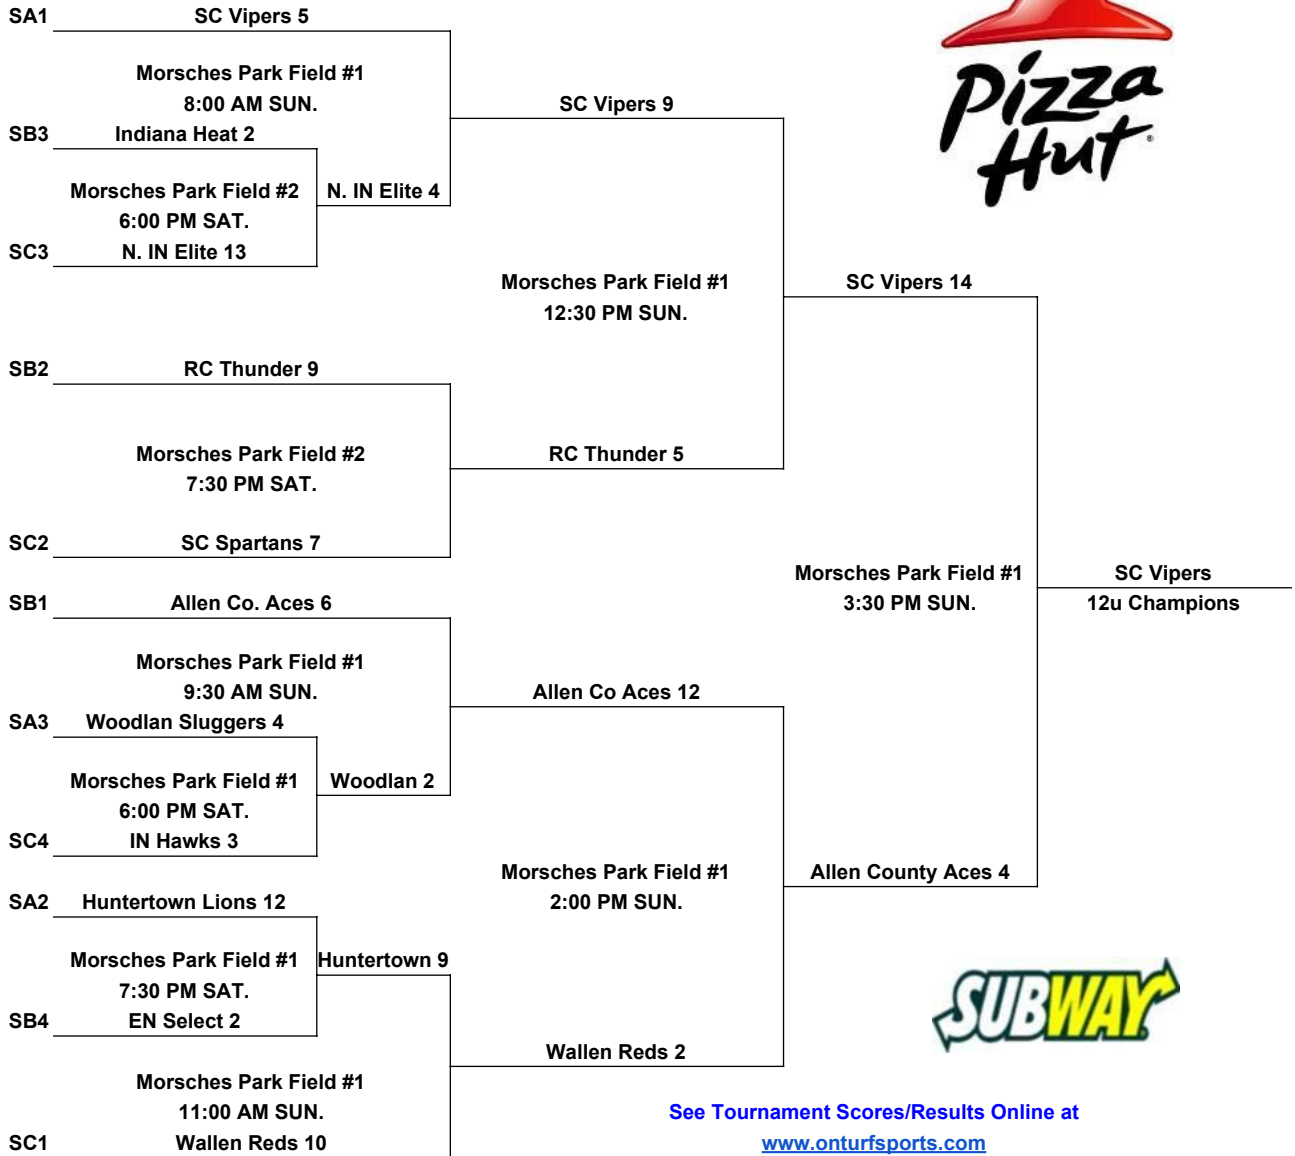 SA1 SC Vipers 5
Morsches Park Field #1
8:00 AM SUN.
SC Vipers 9
Pizza
Hut
SB3 Indiana Heat 2
Morsches Park Field #2
6:00 PM SAT.
N. IN Elite 4
SC3 N. IN Elite 13
Morsches Park Field #1
12:30 PM SUN.
SC Vipers 14
SB2 RC Thunder 9
Morsches Park Field #2
7:30 PM SAT.
RC Thunder 5
SC2 SC Spartans 7
Morsches Park Field #1
3:30 PM SUN.
SC Vipers
12u Champions
SB1 Allen Co. Aces 6
Morsches Park Field #1
9:30 AM SUN.
Allen Co Aces 12
SA3 Woodlan Sluggers 4
Morsches Park Field #1
6:00 PM SAT.
Woodlan 2
SC4 IN Hawks 3
Morsches Park Field #1
2:00 PM SUN.
Allen County Aces 4
SA2 Huntertown Lions 12
Morsches Park Field #1
7:30 PM SAT.
Huntertown 9
SB4 EN Select 2
SUBWAY
Wallen Reds 2
Morsches Park Field #1
11:00 AM SUN.
SC1 Wallen Reds 10
See Tournament Scores/Results Online at
www.onturfsports.com